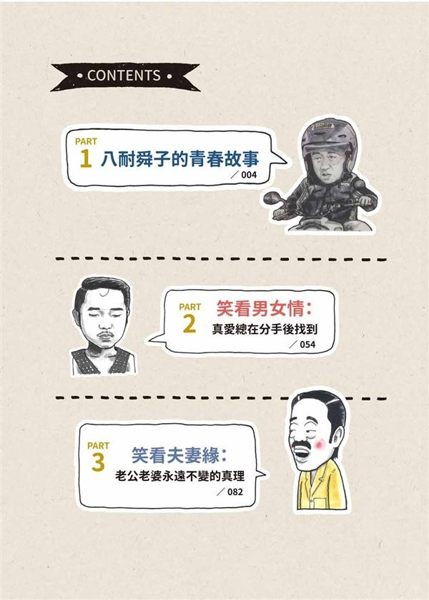 CONTENTS
PART
1 八耐舜子的青春故事
／004
PART
2 笑看男女情：
真愛總在分手後找到
／054
PART
3 笑看夫妻緣：
老公老婆永遠不變的真理
／082